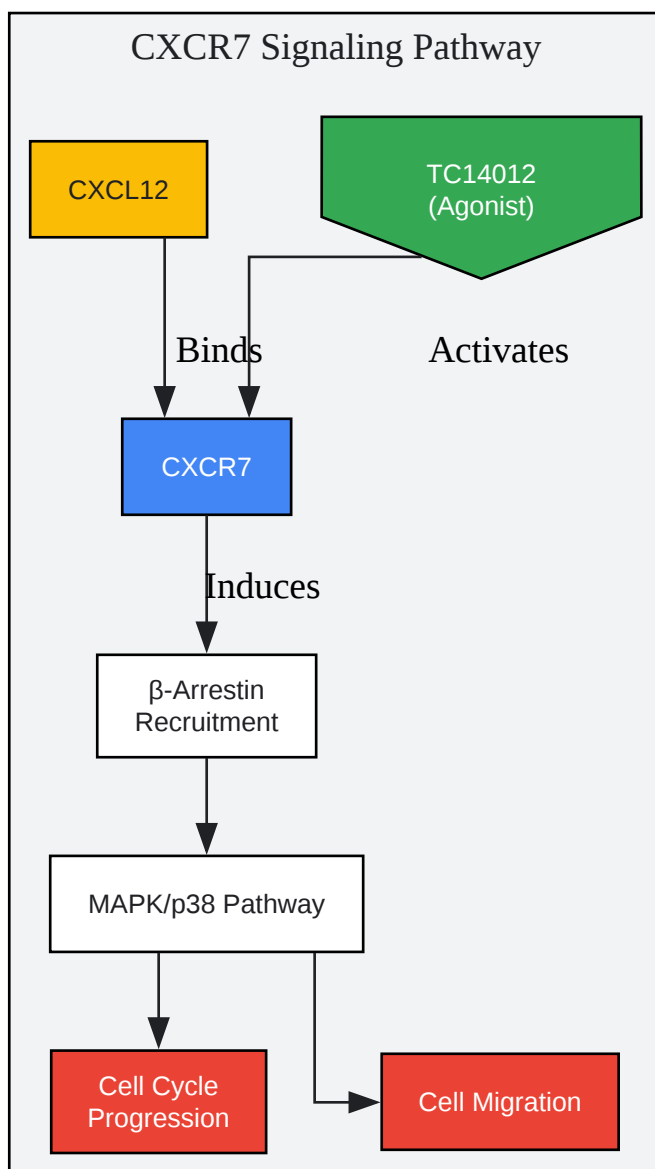 CXCR7 Signaling Pathway
CXCL12
TC14012
(Agonist)
Binds
Activates
CXCR7
Induces
β-Arrestin
Recruitment
MAPK/p38 Pathway
Cell Cycle
Progression
Cell Migration